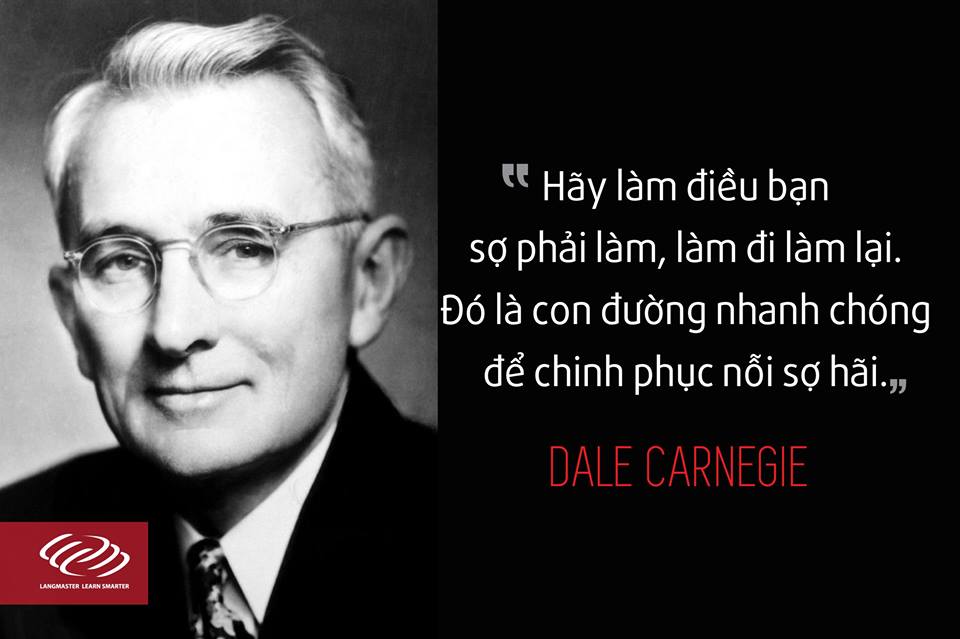 “ Hãy làm điều bạn
sợ phải làm, làm đi làm lại.
Đó là con đường nhanh chóng
để chinh phục nỗi sợ hãi.„
DALE CARNEGIE
LANGMASTER LEARN SMARTER